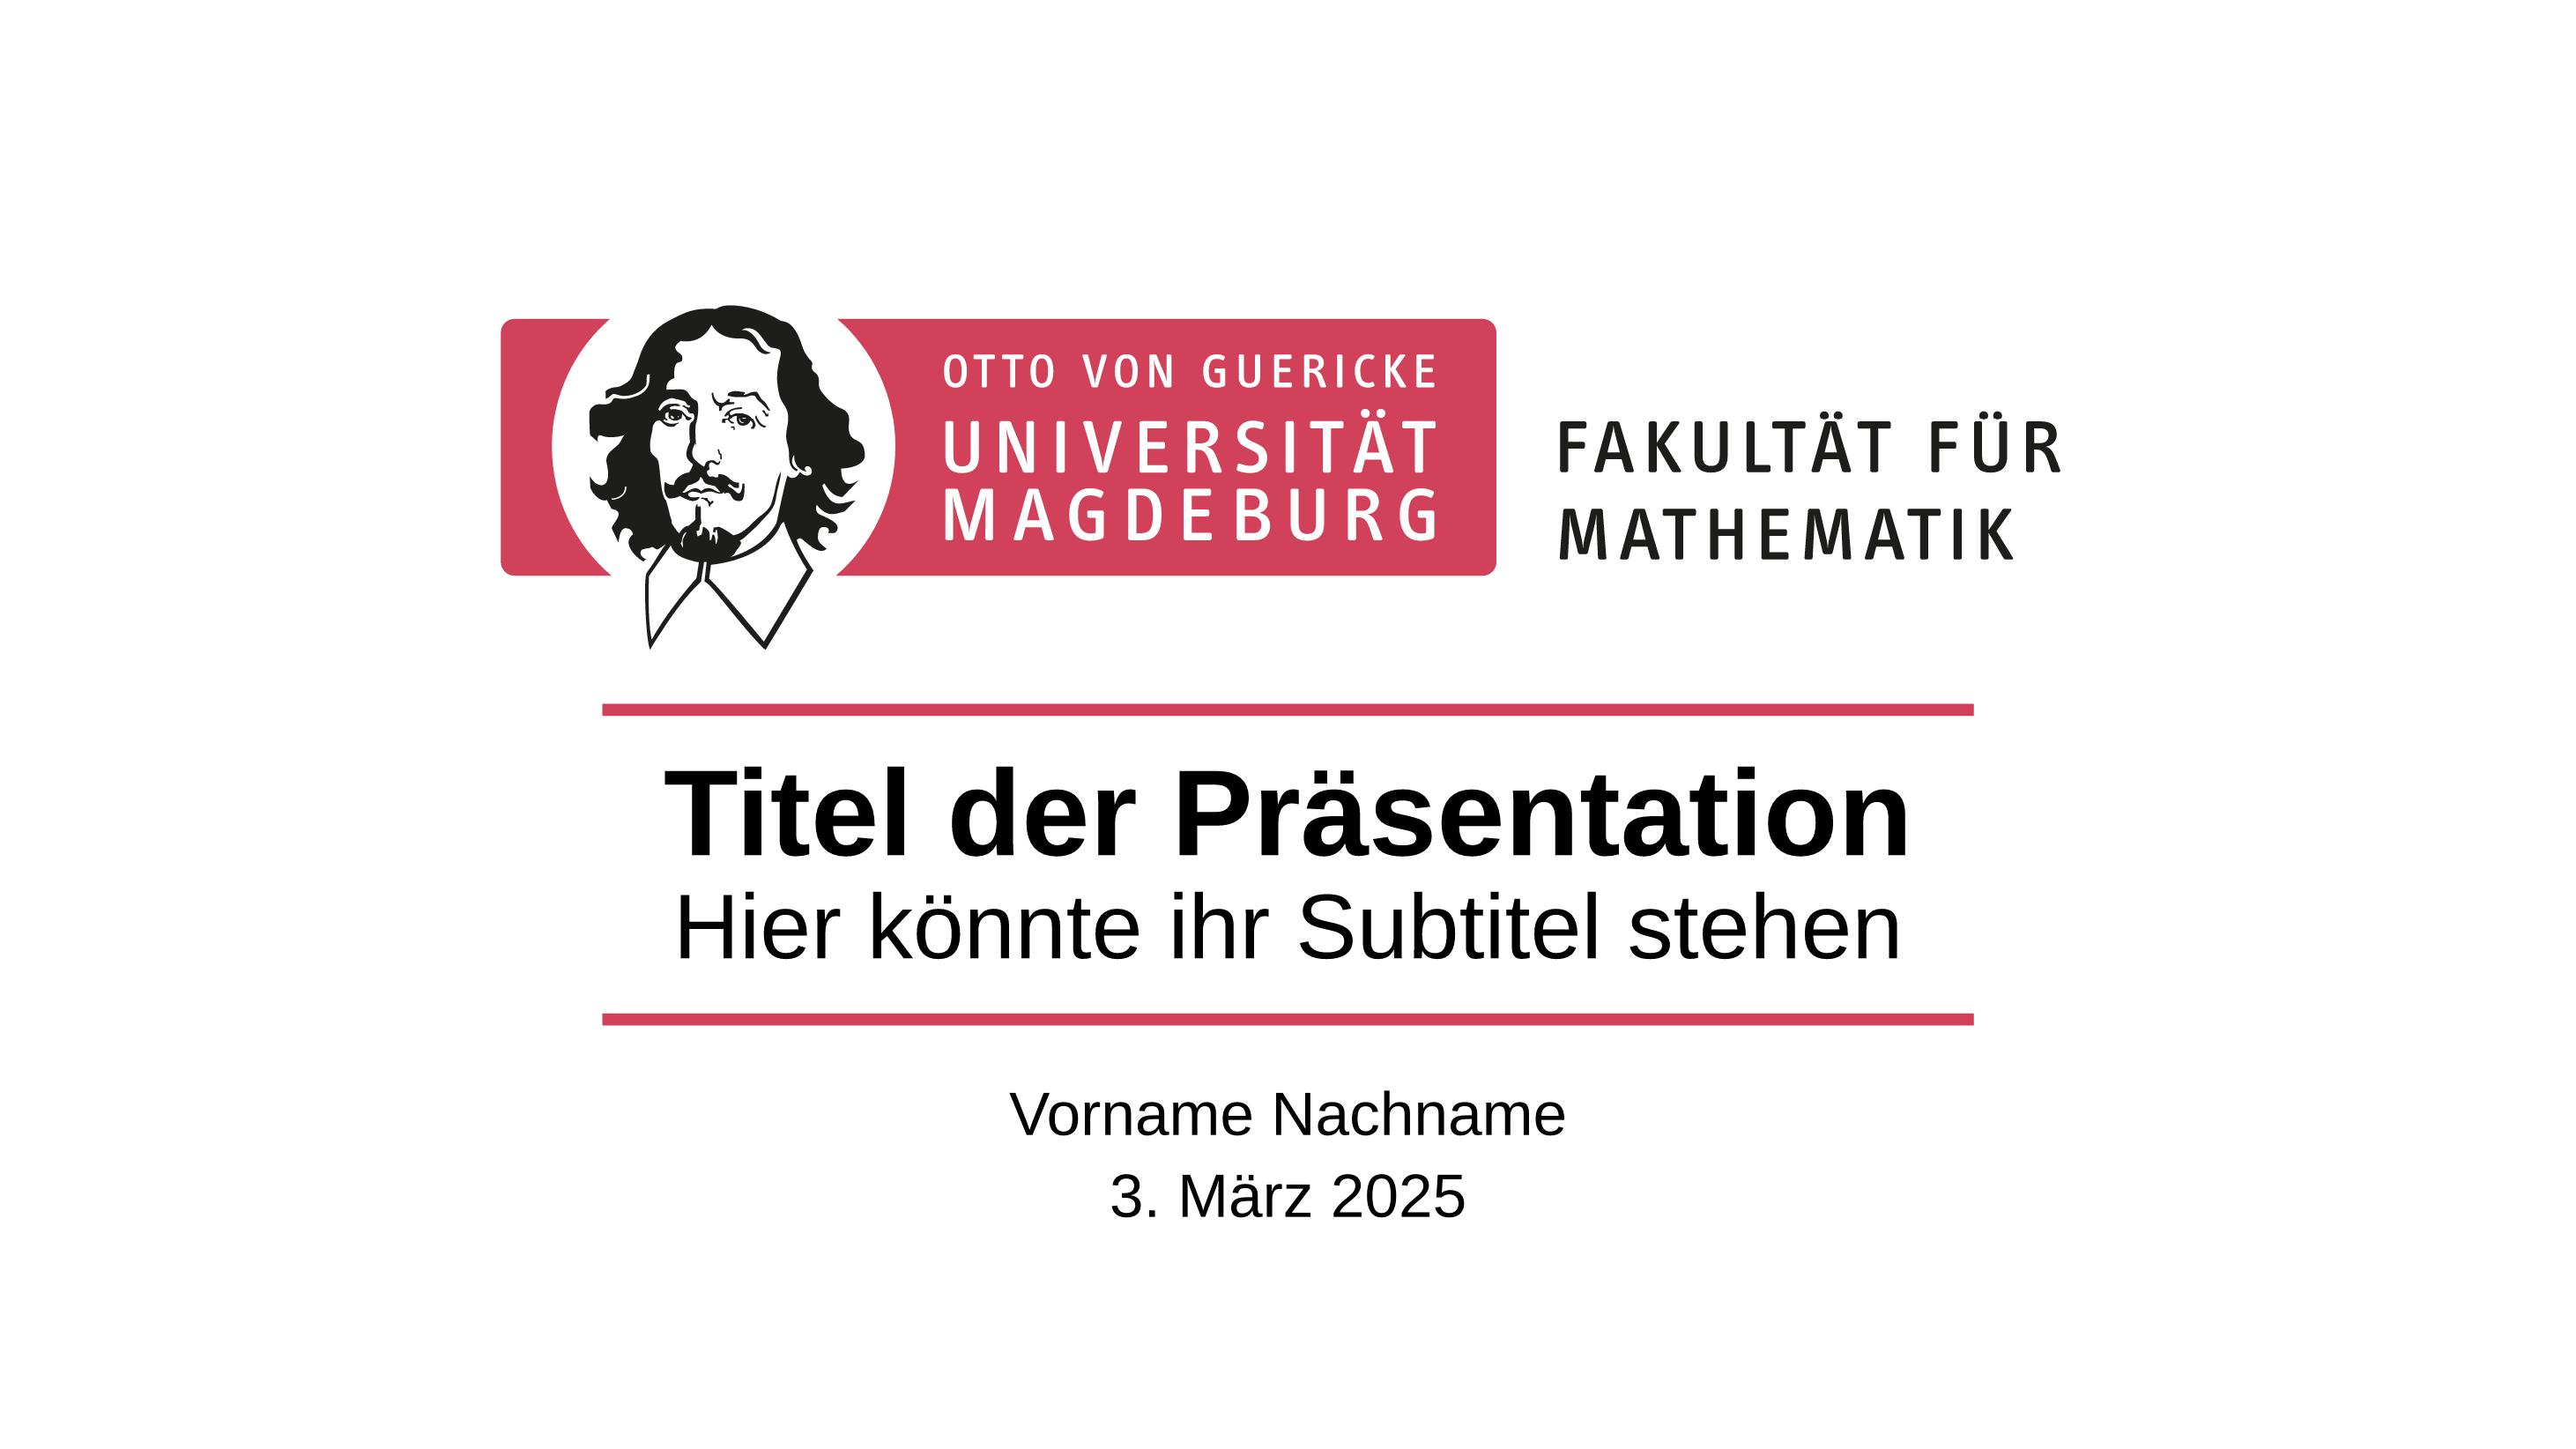 OTTO VON GUERICKE
UNIVERSITÄT
MAGDEBURG
FAKULTÄT FÜR
MATHEMATIK
Titel der Präsentation
Hier könnte ihr Subtitel stehen
Vorname Nachname
3. März 2025